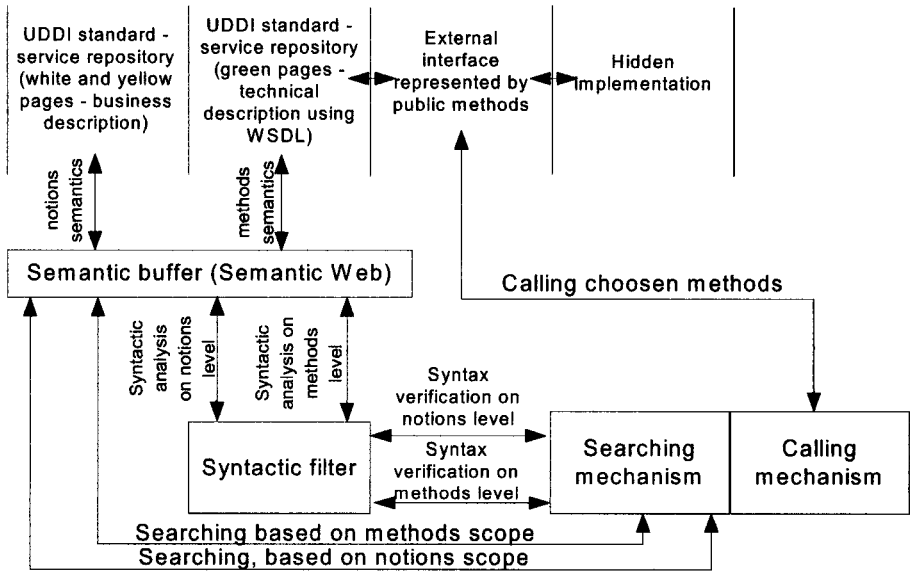 UDDI standard -
service repository
(white and yellow
pages - business
description)
UDDI standard -
service repository
(green pages -
technical
description using
WSDL)
External
interface
represented by
public methods
Hidden
Implementation
notions
semantics
methods
semantics
Semantic buffer (Semantic Web)
Calling choosen methods
Syntactic
analysis
on notions
level
Syntactic
analysis on
methods
level
Syntax
verification on
notions level
Syntactic filter
Syntax
verification on
methods level
Searching
mechanism
Calling
mechanism
Searching based on methods scope
Searching, based on notions scope